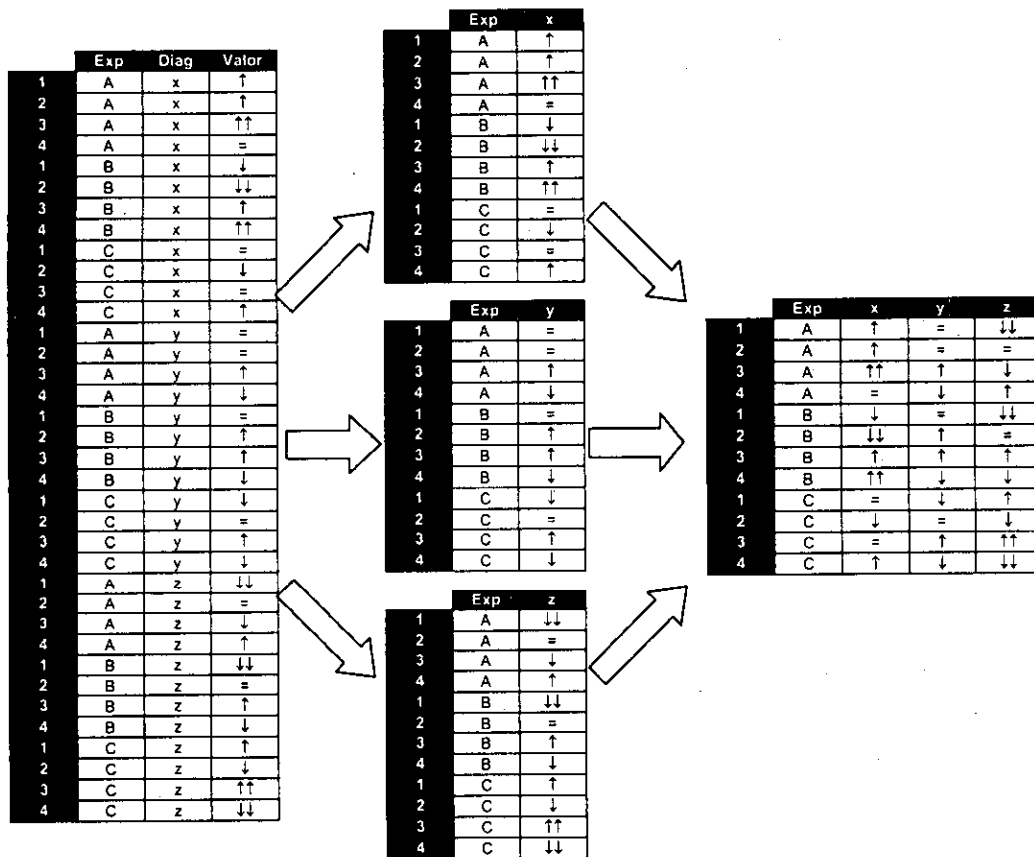 Exp Diag Valor
1 A x ↑
2 A x ↑
3 A x ↑↑
4 A x =
1 B x ↓
2 B x ↓↓
3 B x ↑
4 B x ↑↑
1 C x =
2 C x ↓
3 C x =
4 C x ↑
1 A y =
2 A y =
3 A y ↑
4 A y ↓
1 B y =
2 B y ↑
3 B y ↑
4 B y ↓
1 C y ↓
2 C y =
3 C y ↑
4 C y ↓
1 A z ↓↓
2 A z =
3 A z ↓
4 A z ↑
1 B z ↓↓
2 B z =
3 B z ↑
4 B z ↓
1 C z ↑
2 C z ↓
3 C z ↑↑
4 C z ↓↓
Exp x
1 A ↑
2 A ↑
3 A ↑↑
4 A =
1 B ↓
2 B ↓↓
3 B ↑
4 B ↑↑
1 C =
2 C ↓
3 C =
4 C ↑
Exp y
1 A =
2 A =
3 A ↑
4 A ↓
1 B =
2 B ↑
3 B ↑
4 B ↓
1 C ↓
2 C =
3 C ↑
4 C ↓
Exp z
1 A ↓↓
2 A =
3 A ↓
4 A ↑
1 B ↓↓
2 B =
3 B ↑
4 B ↓
1 C ↑
2 C ↓
3 C ↑↑
4 C ↓↓
Exp x y z
1 A ↑ = ↓↓
2 A ↑ = =
3 A ↑↑ ↑ ↓
4 A = ↓ ↑
1 B ↓ = ↓↓
2 B ↓↓ ↑ =
3 B ↑ ↑ ↑
4 B ↑↑ ↓ ↓
1 C = ↓ ↑
2 C ↓ = ↓
3 C = ↑ ↑↑
4 C ↑ ↓ ↓↓